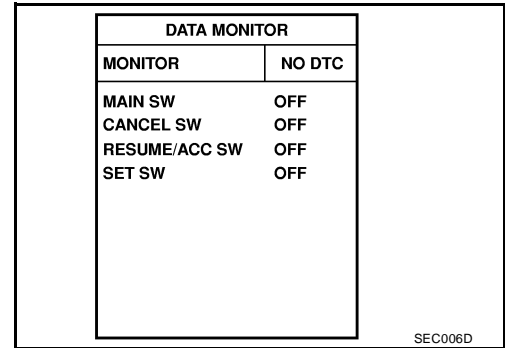 DATA MONITOR
MONITOR NO DTC
MAIN SW OFF
CANCEL SW OFF
RESUME/ACC SW OFF
SET SW OFF
SEC006D